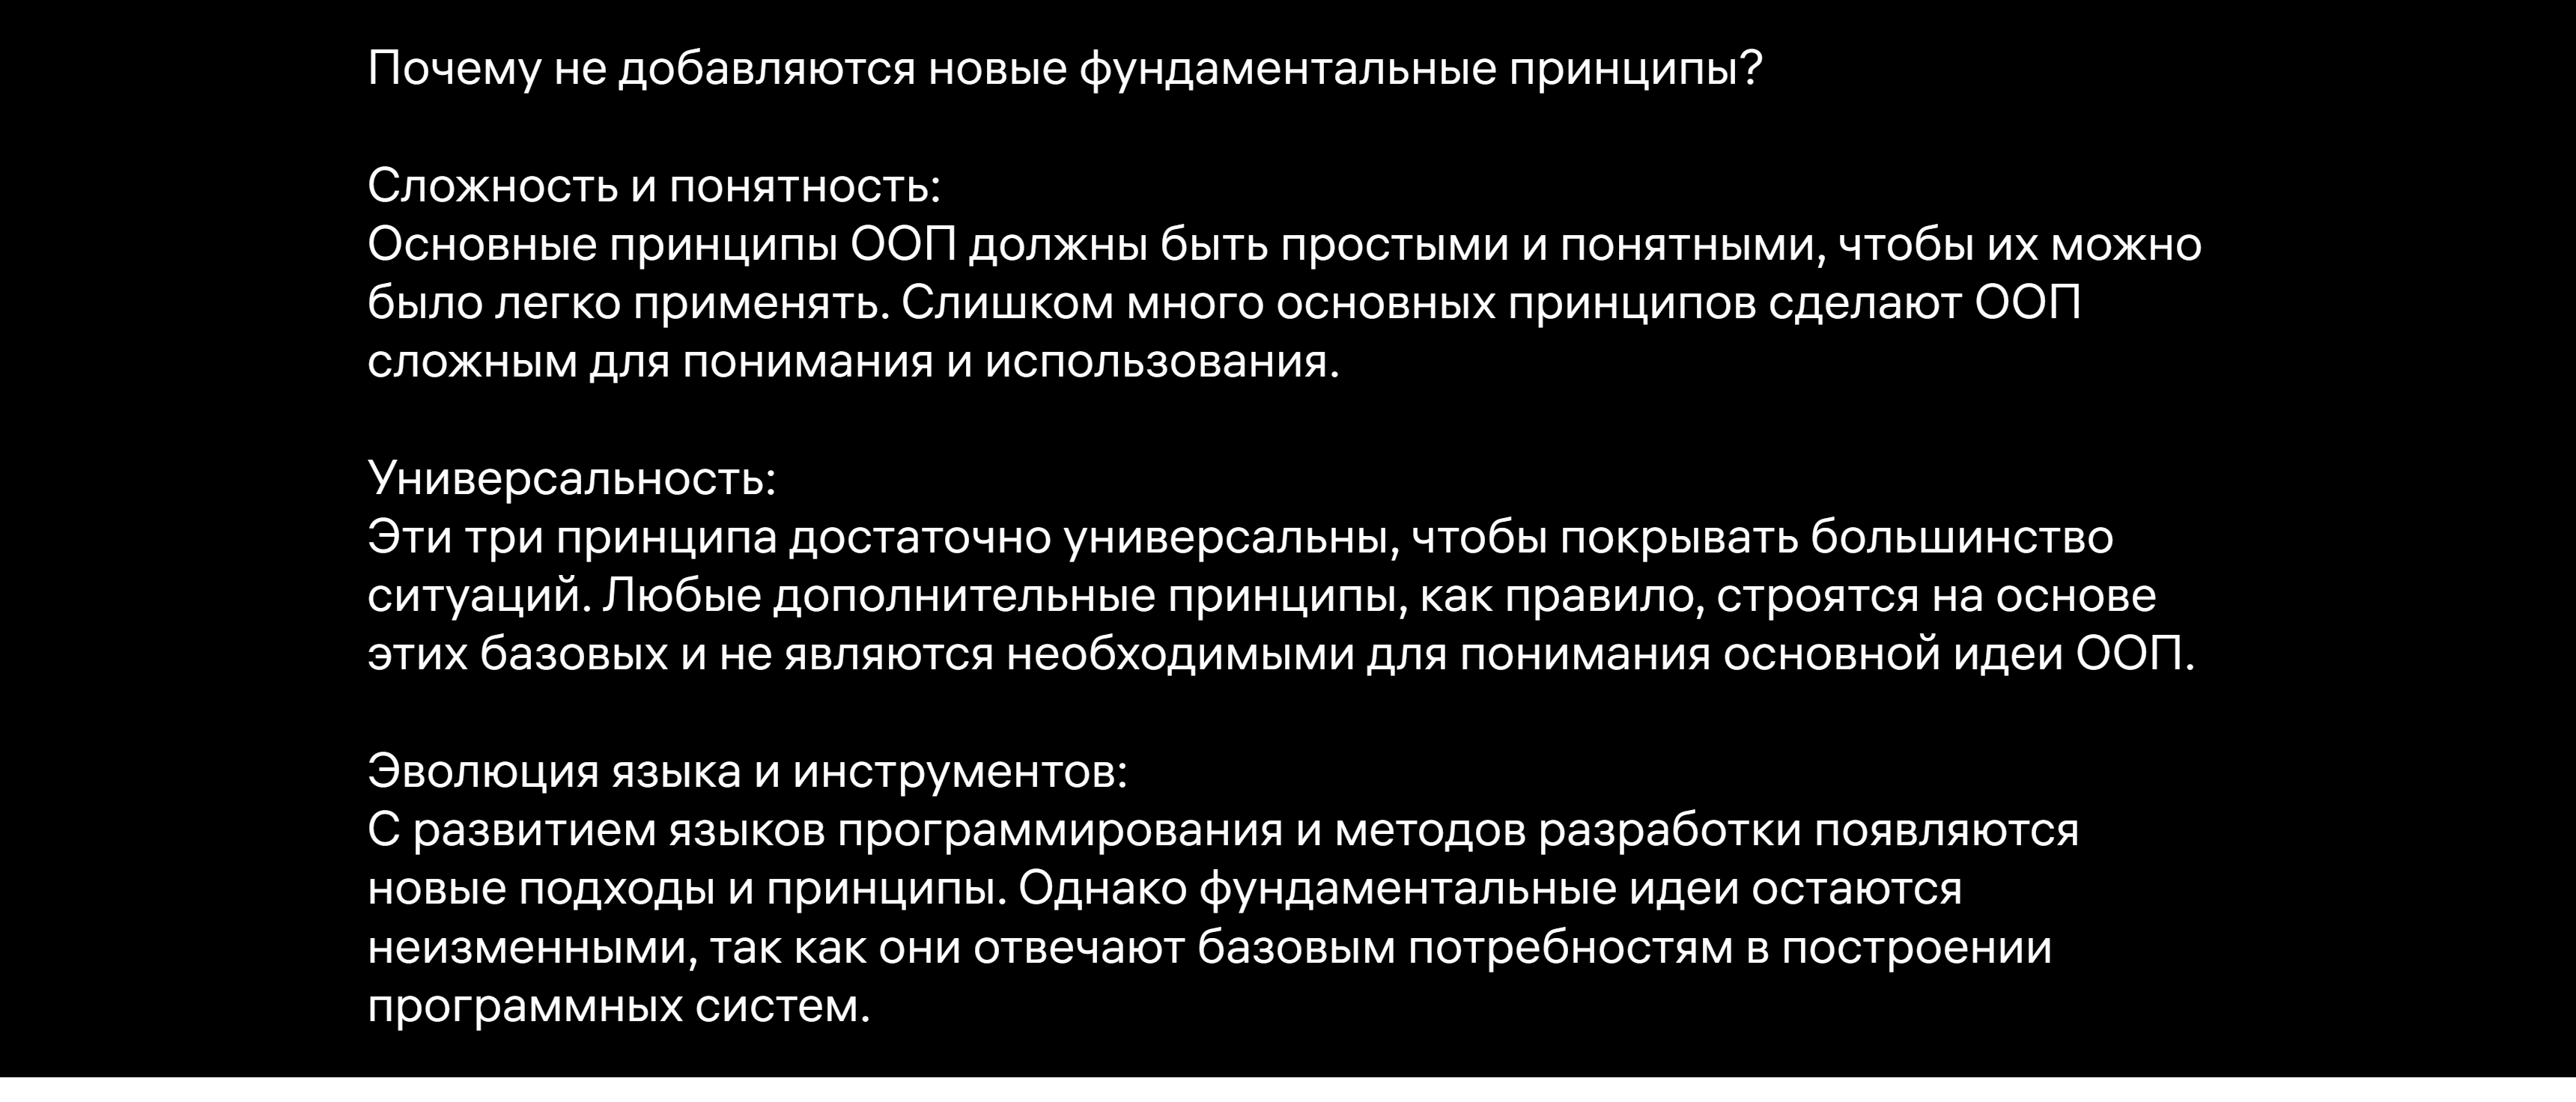 Почему не добавляются новые фундаментальные принципы?
Сложность и понятность:
Основные принципы ООП должны быть простыми и понятными, чтобы их можно
было легко применять. Слишком много основных принципов сделают ООП
сложным для понимания и использования.
Универсальность:
Эти три принципа достаточно универсальны, чтобы покрывать большинство
ситуаций. Любые дополнительные принципы, как правило, строятся на основе
этих базовых и не являются необходимыми для понимания основной идеи ООП.
Эволюция языка и инструментов:
С развитием языков программирования и методов разработки появляются
новые подходы и принципы. Однако фундаментальные идеи остаются
неизменными, так как они отвечают базовым потребностям в построении
программных систем.